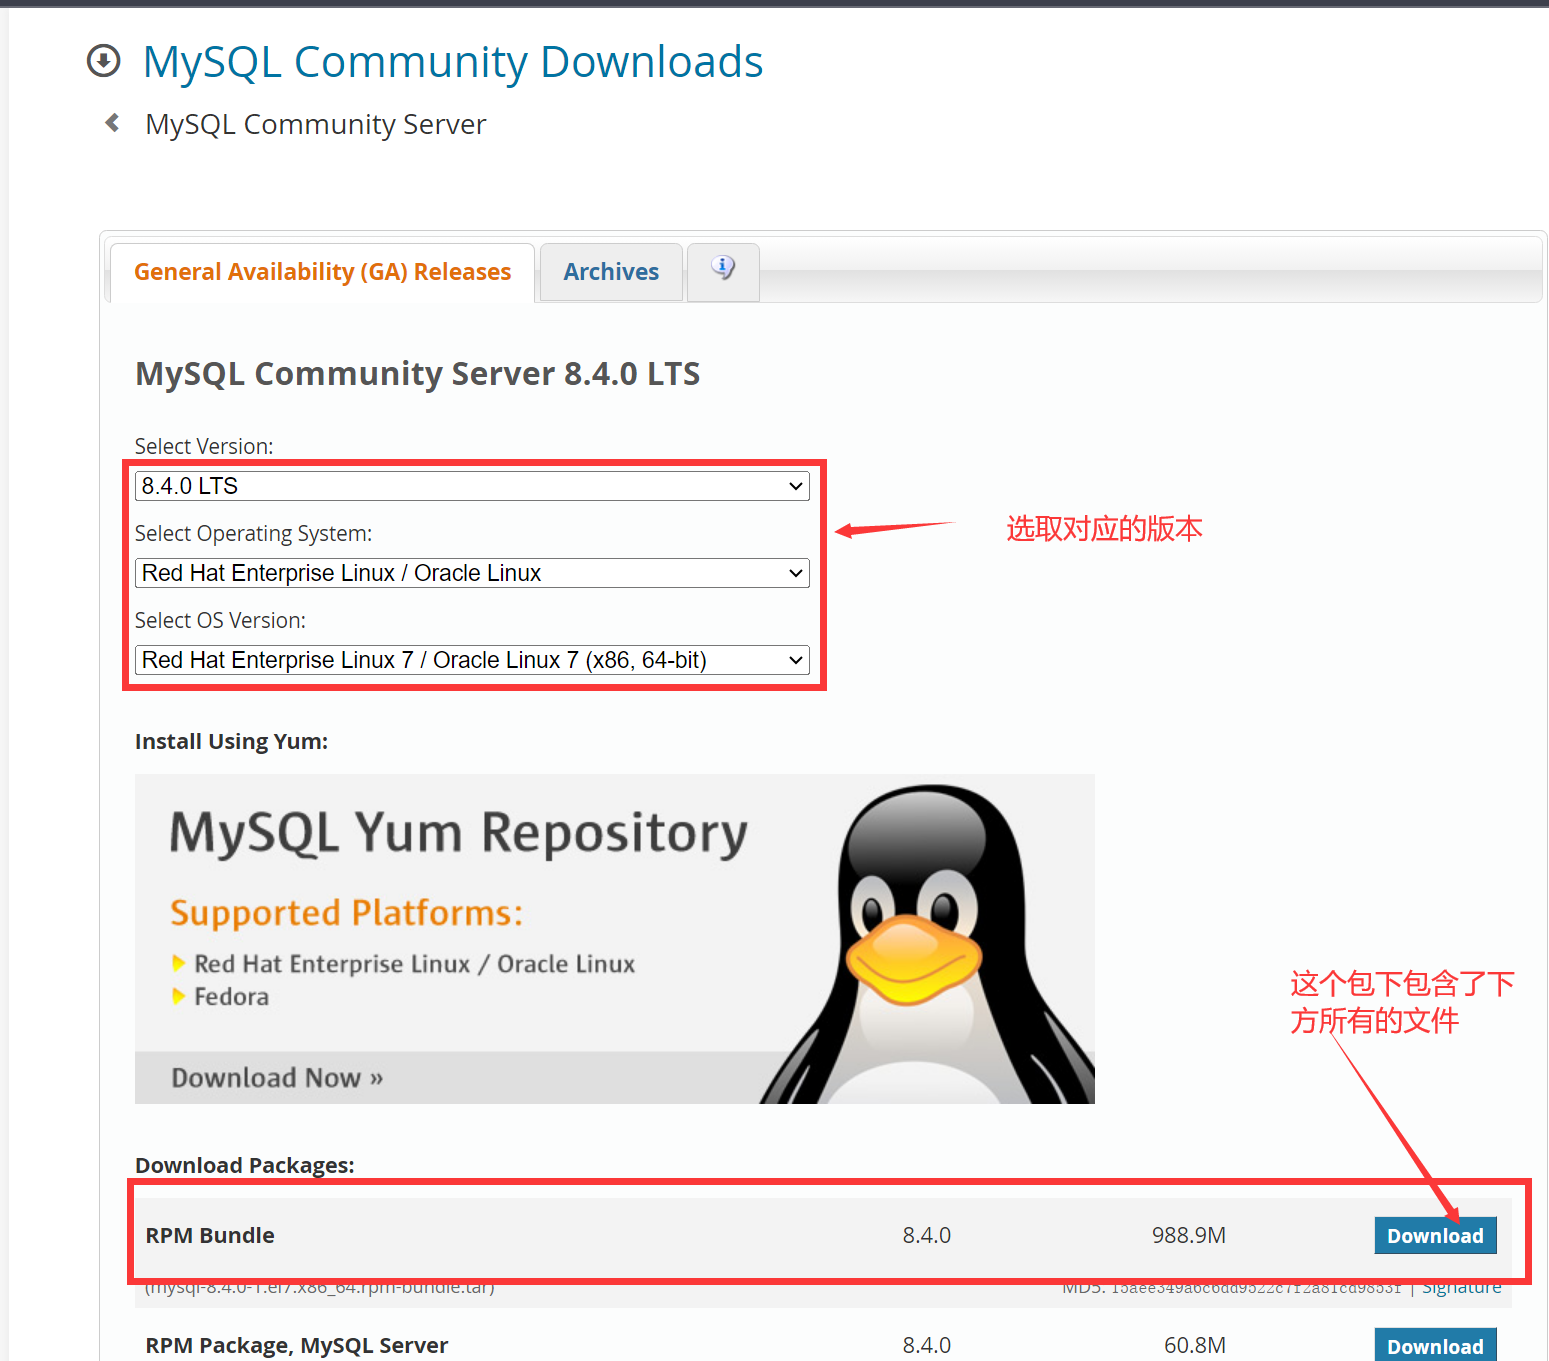 MySQL Community Downloads
MySQL Community Server
General Availability (GA) Releases
Archives
MySQL Community Server 8.4.0 LTS
Select Version:
8.4.0 LTS
Select Operating System:
选取对应的版本
Red Hat Enterprise Linux / Oracle Linux
Select OS Version:
Red Hat Enterprise Linux 7 / Oracle Linux 7 (x86, 64-bit)
Install Using Yum:
MySQL Yum Repository
Supported Platforms:
Red Hat Enterprise Linux / Oracle Linux
Fedora
Download Now »
这个包下包含了下
方所有的文件
Download Packages:
RPM Bundle 8.4.0 988.9M Download
(mysql-8.4.0-1.el7.x86_64.rpm-bundle.tar) MD5: 15aee349a6c6dd9522c7f2a81cd9853f | Signature
RPM Package, MySQL Server 8.4.0 60.8M Download